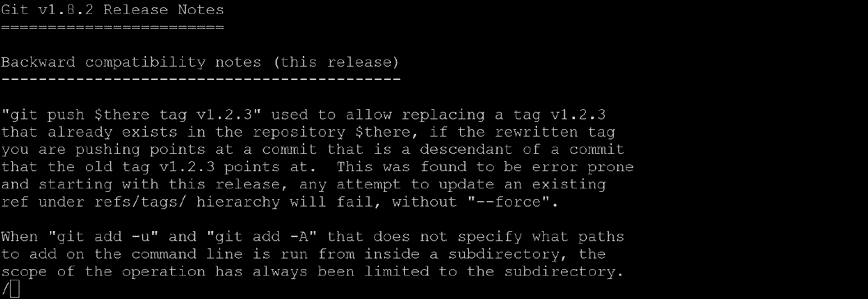 Git v1.8.2 Release Notes
========================
Backward compatibility notes (this release)
-------------------------------------------
"git push $there tag v1.2.3" used to allow replacing a tag v1.2.3
that already exists in the repository $there, if the rewritten tag
you are pushing points at a commit that is a descendant of a commit
that the old tag v1.2.3 points at.  This was found to be error prone
and starting with this release, any attempt to update an existing
ref under refs/tags/ hierarchy will fail, without "--force".
When "git add -u" and "git add -A" that does not specify what paths
to add on the command line is run from inside a subdirectory, the
scope of the operation has always been limited to the subdirectory.
/